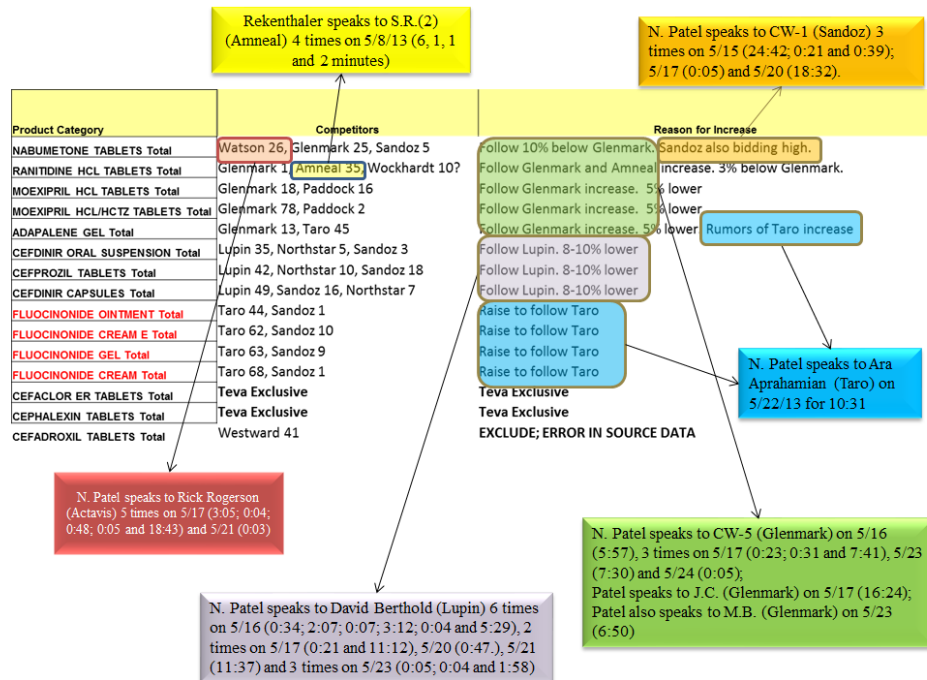 Rekenthaler speaks to S.R.(2)
(Amneal) 4 times on 5/8/13 (6, 1, 1
and 2 minutes)
N. Patel speaks to CW-1 (Sandoz) 3
times on 5/15 (24:42; 0:21 and 0:39);
5/17 (0:05) and 5/20 (18:32).
Product Category Competitors Reason for Increase
NABUMETONE TABLETS Total Watson 26, Glenmark 25, Sandoz 5 Follow 10% below Glenmark. Sandoz also bidding high.
RANITIDINE HCL TABLETS Total Glenmark 1, Amneal 35, Wockhardt 10? Follow Glenmark and Amneal increase. 3% below Glenmark.
MOEXIPRIL HCL TABLETS Total Glenmark 18, Paddock 16 Follow Glenmark increase. 5% lower
MOEXIPRIL HCL/HCTZ TABLETS Total Glenmark 78, Paddock 2 Follow Glenmark increase. 5% lower
ADAPALENE GEL Total Glenmark 13, Taro 45 Follow Glenmark increase. 5% lower Rumors of Taro increase
CEFDINIR ORAL SUSPENSION Total Lupin 35, Northstar 5, Sandoz 3 Follow Lupin. 8-10% lower
CEFPROZIL TABLETS Total Lupin 42, Northstar 10, Sandoz 18 Follow Lupin. 8-10% lower
CEFDINIR CAPSULES Total Lupin 49, Sandoz 16, Northstar 7 Follow Lupin. 8-10% lower
FLUOCINONIDE OINTMENT Total Taro 44, Sandoz 1 Raise to follow Taro
FLUOCINONIDE CREAM E Total Taro 62, Sandoz 10 Raise to follow Taro
FLUOCINONIDE GEL Total Taro 63, Sandoz 9 Raise to follow Taro
FLUOCINONIDE CREAM Total Taro 68, Sandoz 1 Raise to follow Taro
CEFACLOR ER TABLETS Total Teva Exclusive Teva Exclusive
CEPHALEXIN TABLETS Total Teva Exclusive Teva Exclusive
CEFADROXIL TABLETS Total Westward 41 EXCLUDE; ERROR IN SOURCE DATA
N. Patel speaks to Ara
Aprahamian (Taro) on
5/22/13 for 10:31
N. Patel speaks to Rick Rogerson
(Actavis) 5 times on 5/17 (3:05; 0:04;
0:48; 0:05 and 18:43) and 5/21 (0:03)
N. Patel speaks to CW-5 (Glenmark) on 5/16
(5:57), 3 times on 5/17 (0:23; 0:31 and 7:41), 5/23
(7:30) and 5/24 (0:05);
Patel speaks to J.C. (Glenmark) on 5/17 (16:24);
Patel also speaks to M.B. (Glenmark) on 5/23
(6:50)
N. Patel speaks to David Berthold (Lupin) 6 times
on 5/16 (0:34; 2:07; 0:07; 3:12; 0:04 and 5:29), 2
times on 5/17 (0:21 and 11:12), 5/20 (0:47.), 5/21
(11:37) and 3 times on 5/23 (0:05; 0:04 and 1:58)